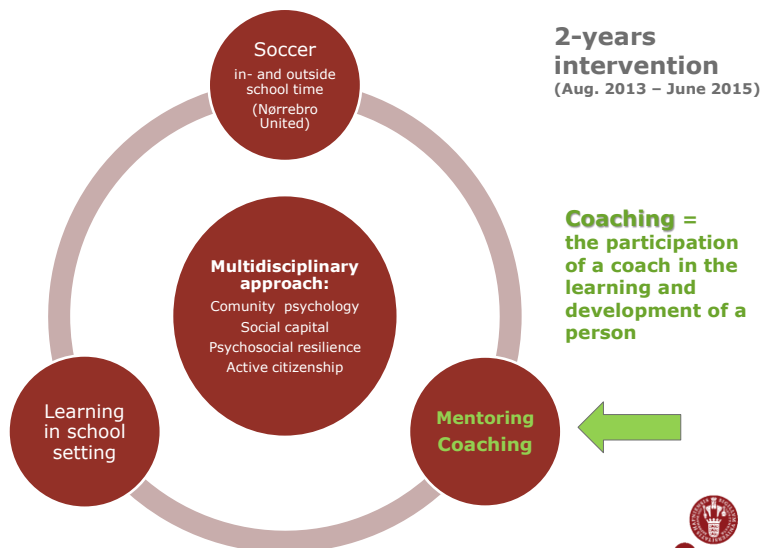 Soccer
in- and outside
school time
(Nørrebro
United)
2-years
intervention
(Aug. 2013 – June 2015)
Multidisciplinary
approach:
Comunity psychology
Social capital
Psychosocial resilience
Active citizenship
Coaching =
the participation
of a coach in the
learning and
development of a
person
Learning
in school
setting
Mentoring
Coaching